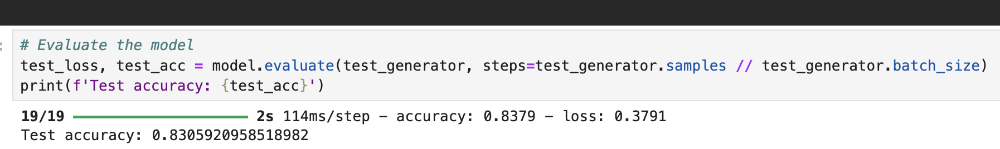 # Evaluate the model
test_loss, test_acc = model.evaluate(test_generator, steps=test_generator.samples // test_generator.batch_size)
print(f'Test accuracy: {test_acc}')
19/19 ━━━━━━━━━━━━━━━━━━━━ 2s 114ms/step – accuracy: 0.8379 – loss: 0.3791
Test accuracy: 0.8305920958518982